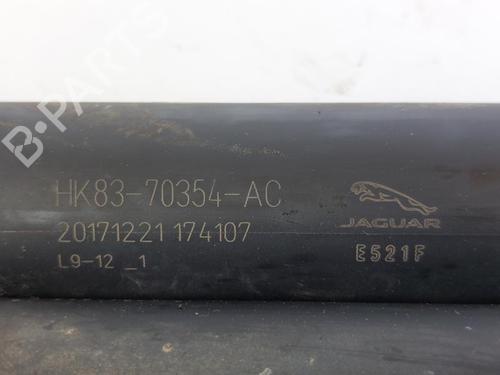 B-PARTS
HK83-70354-AC
20171221 174107
L9-12 _1
JAGUAR
E521F